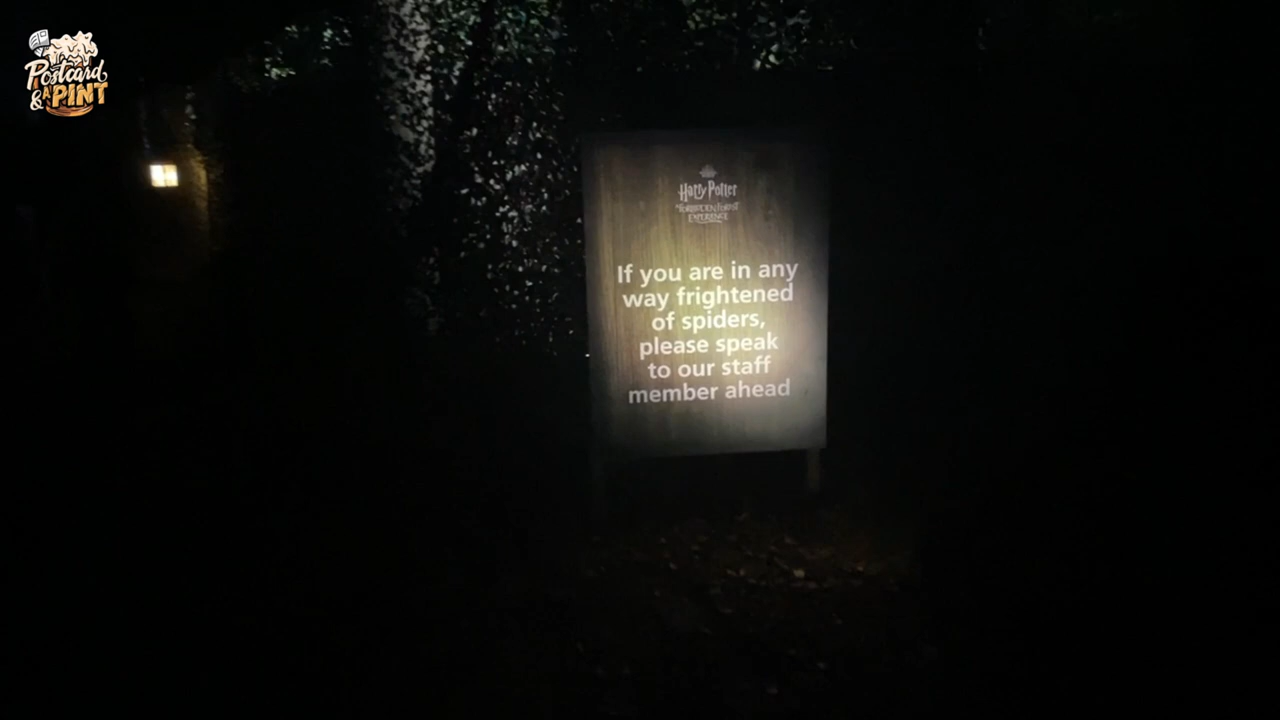 Postcard
& A PINT
Harry Potter
A FORBIDDEN FOREST
EXPERIENCE
If you are in any
way frightened
of spiders,
please speak
to our staff
member ahead